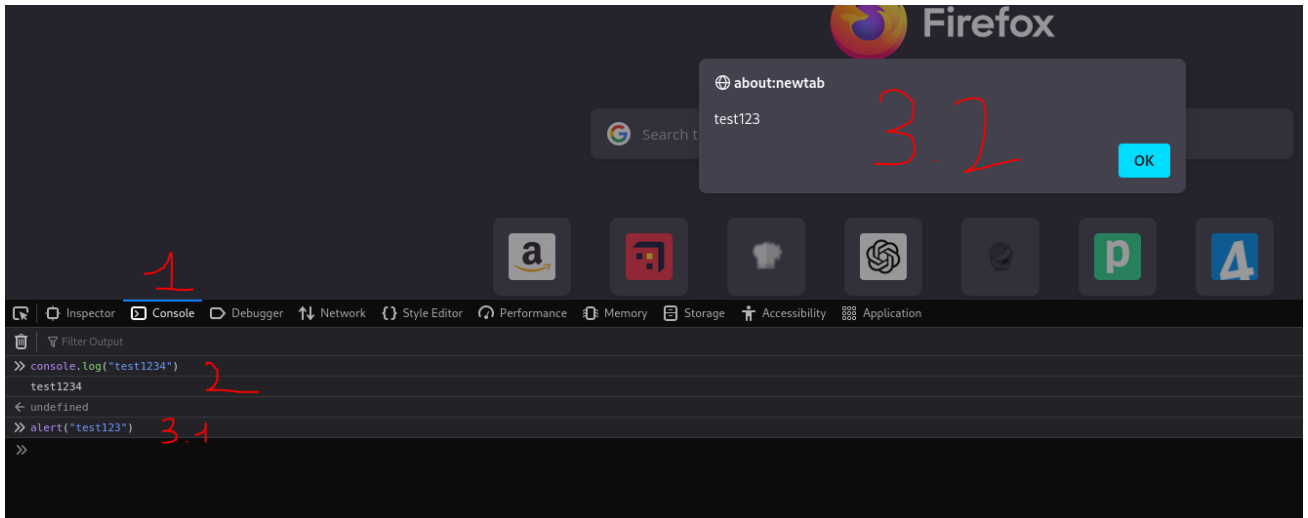 Firefox
about:newtab
test123
3.2
Search t
OK
a
p
4
1
Inspector Console Debugger Network Style Editor Performance Memory Storage Accessibility Application
Filter Output
console.log("test1234")
2
test1234
undefined
alert("test123")
3.1